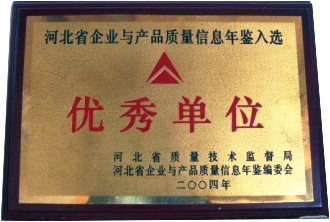 河北省企业与产品质量信息年鉴入选
优秀单位
河北省质量技术监督局
河北省企业与产品质量信息年鉴编委会
二〇〇四年